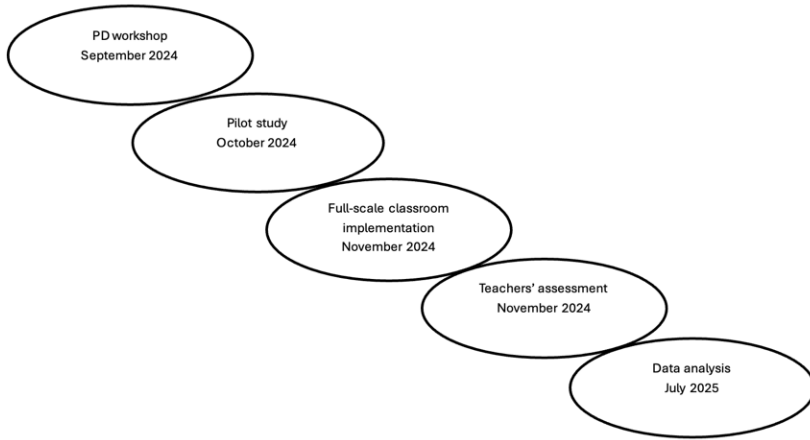 PD workshop
September 2024
Pilot study
October 2024
Full-scale classroom
implementation
November 2024
Teachers’ assessment
November 2024
Data analysis
July 2025